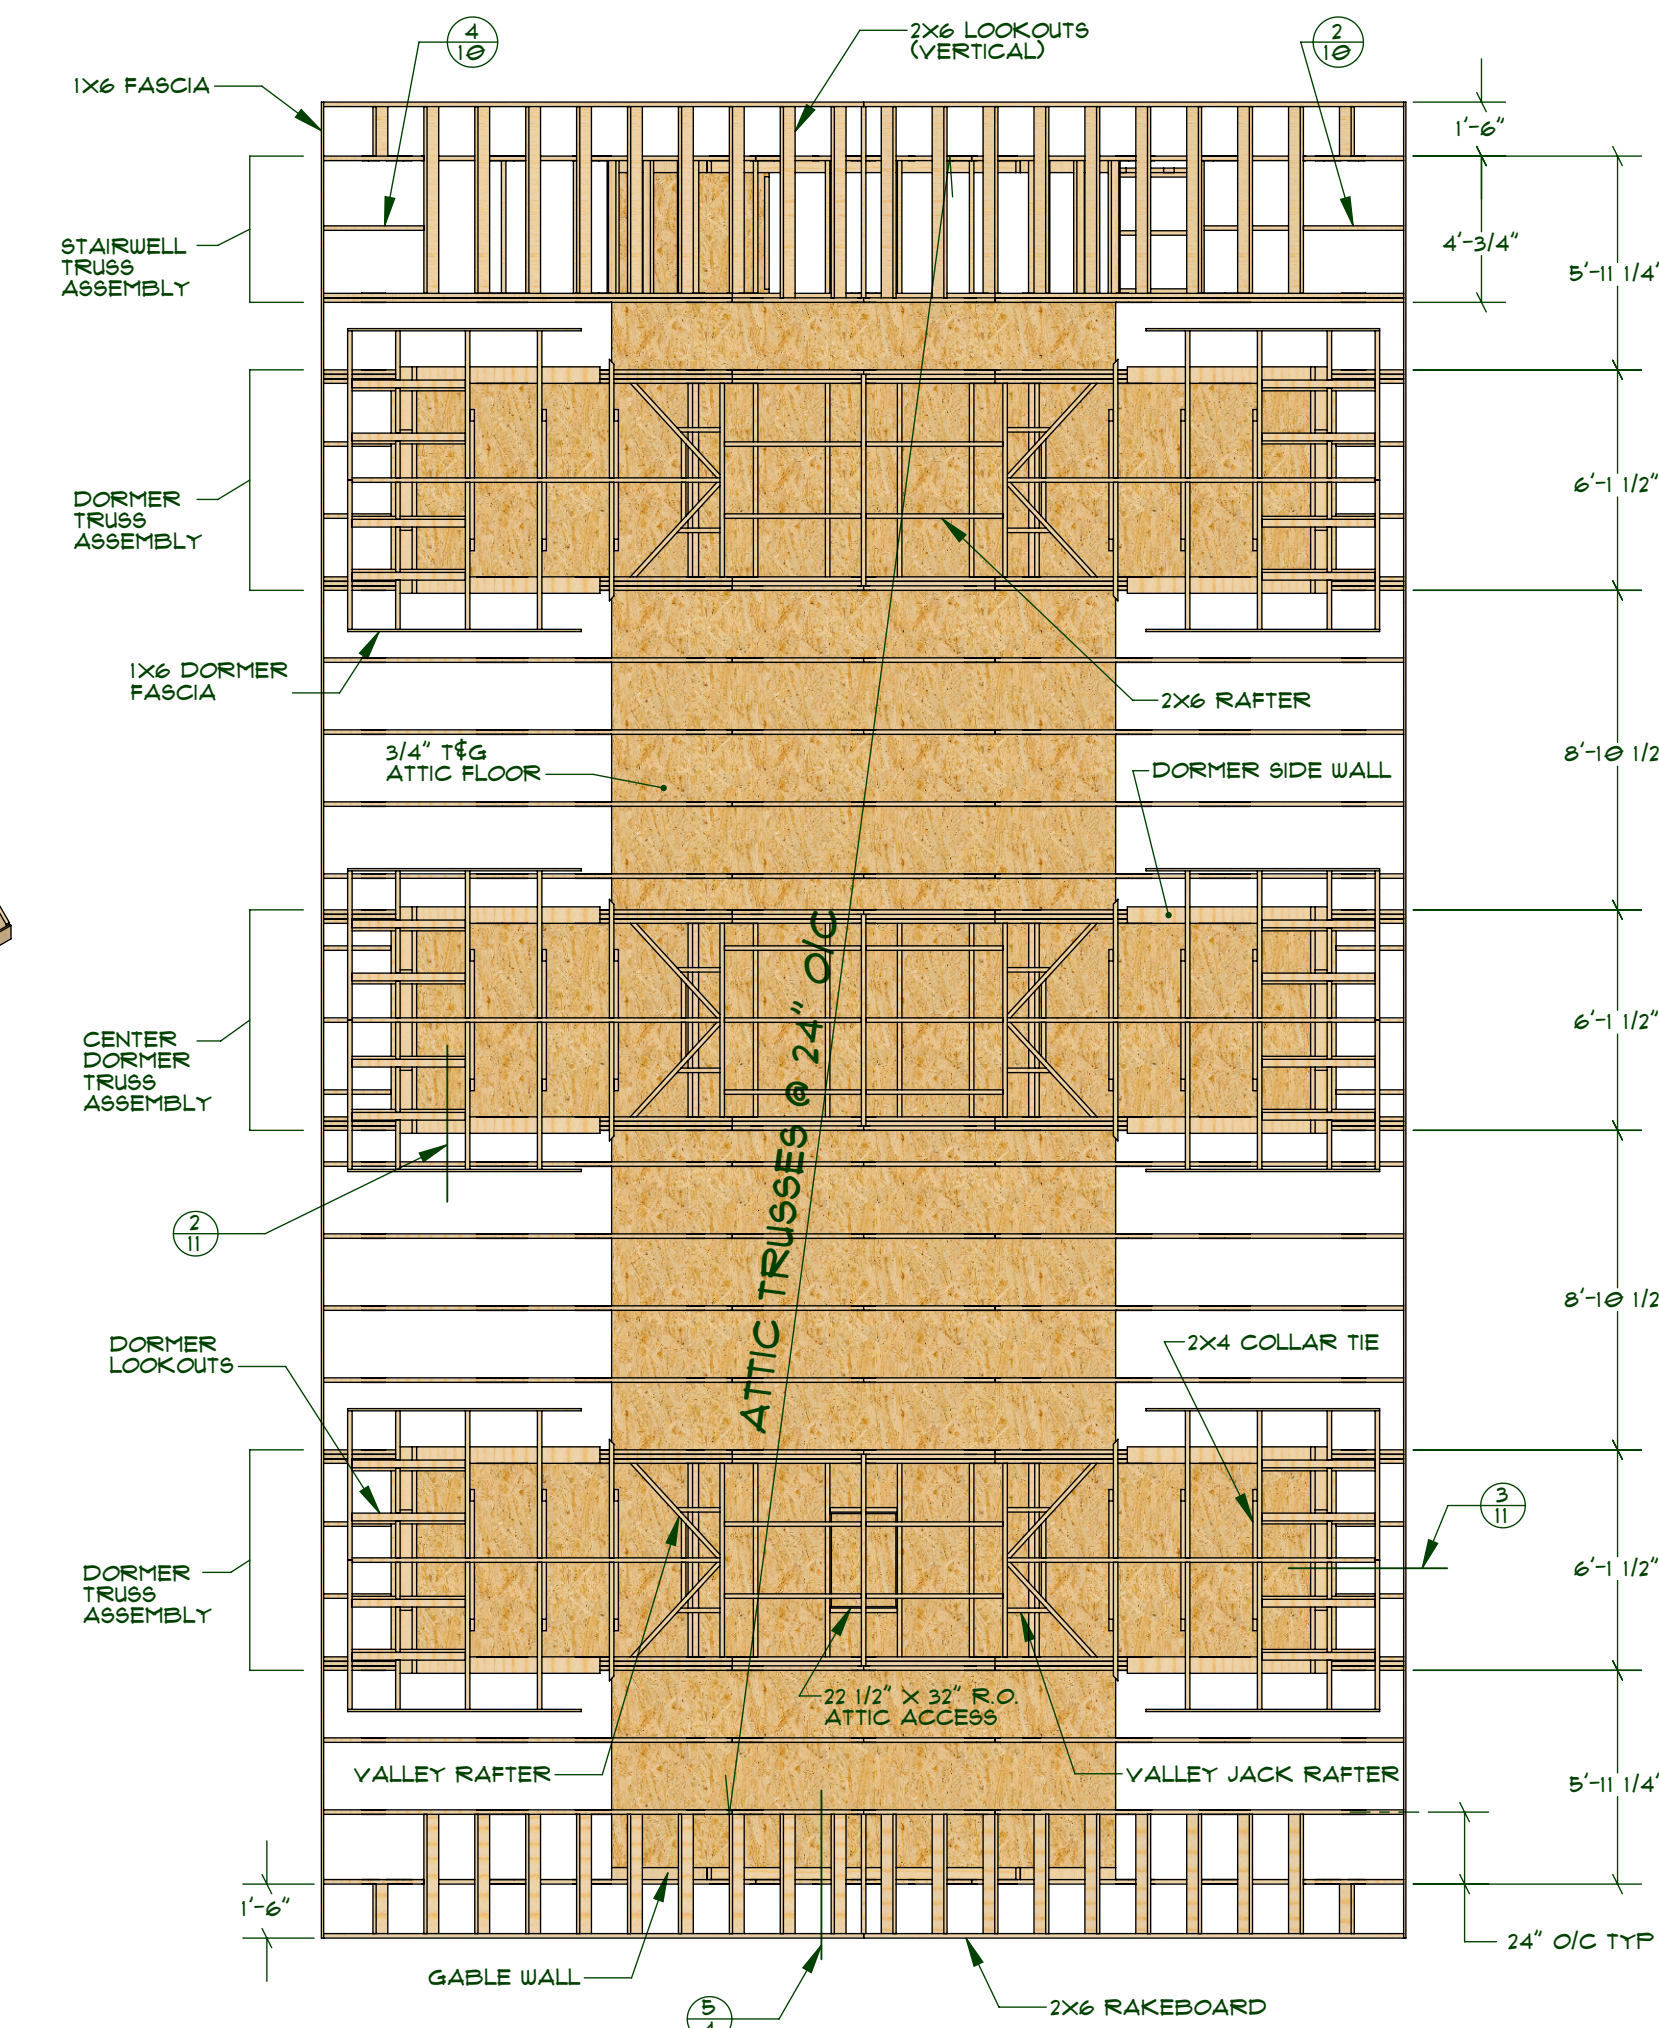 4
10
2X6 LOOKOUTS
(VERTICAL)
2
10
1X6 FASCIA
1'-6"
STAIRWELL
TRUSS
ASSEMBLY
4'-3/4"
5'-11 1/4"
DORMER
TRUSS
ASSEMBLY
6'-1 1/2"
1X6 DORMER
FASCIA
2X6 RAFTER
3/4" T&G
ATTIC FLOOR
DORMER SIDE WALL
8'-10 1/2
ATTIC TRUSSES @ 24" O/C
CENTER
DORMER
TRUSS
ASSEMBLY
6'-1 1/2"
2
11
8'-10 1/2
DORMER
LOOKOUTS
2X4 COLLAR TIE
3
11
DORMER
TRUSS
ASSEMBLY
6'-1 1/2"
22 1/2" X 32" R.O.
ATTIC ACCESS
VALLEY RAFTER
VALLEY JACK RAFTER
5'-11 1/4"
1'-6"
24" O/C TYP
GABLE WALL
5
2X6 RAKEBOARD